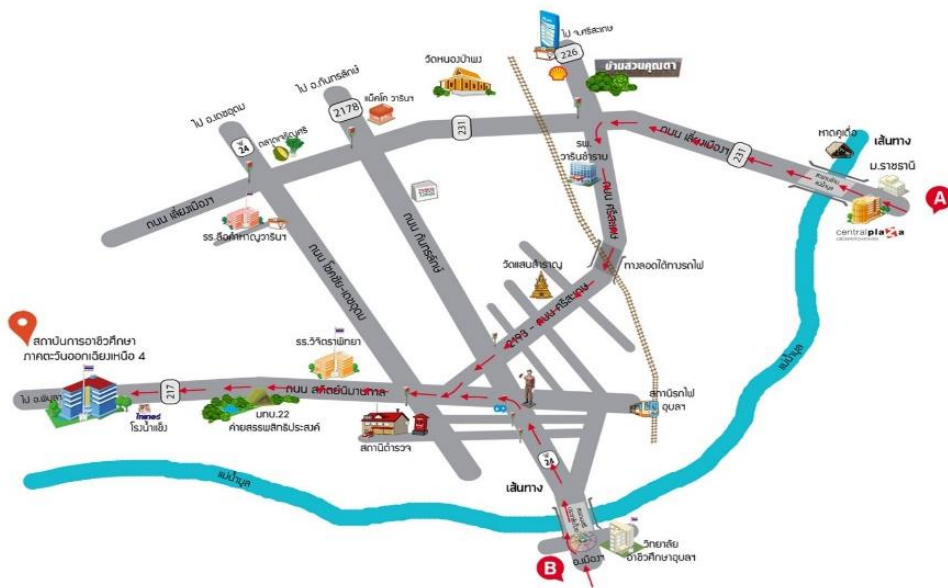 ไป จ.ศรีสะเกษ
226
บ้านสวนคุณตา
วัดหนองป่าพง
ไป อ.กันทรลักษ์
ไป อ.เดชอุดม
2178
แม็คโค วารินฯ
24
ตลาดเจริญศรี
231
ถนน เลี่ยงเมืองฯ
231
หาดคูเดื่อ
เส้นทาง
ม.ราชธานี
A
รพ.
วารินชำราบ
ถนน ศรีสะเกษ
centralplaza
ถนน เลี่ยงเมืองฯ
รร.ลือคำหาญวารินฯ
ถนน กันทรลักษ์
ถนน โชคชัย-เดชอุดม
วัดแสนสำราญ
ทางลอดใต้ทางรถไฟ
2193 - ถนน ศรีสะเกษ
แม่น้ำมูล
สถาบันการอาชีวศึกษา
ภาคตะวันออกเฉียงเหนือ 4
รร.วิจิตราพิทยา
ไป อ.พิบูลฯ
217
ถนน สถิตย์นิมานกาล
โรงน้ำแข็ง
มทบ.22
ค่ายสรรพสิทธิประสงค์
สถานีตำรวจ
สถานีรถไฟ
อุบลฯ
24
แม่น้ำมูล
เส้นทาง
วิทยาลัย
อาชีวศึกษาอุบลฯ
อ.เมืองฯ
B